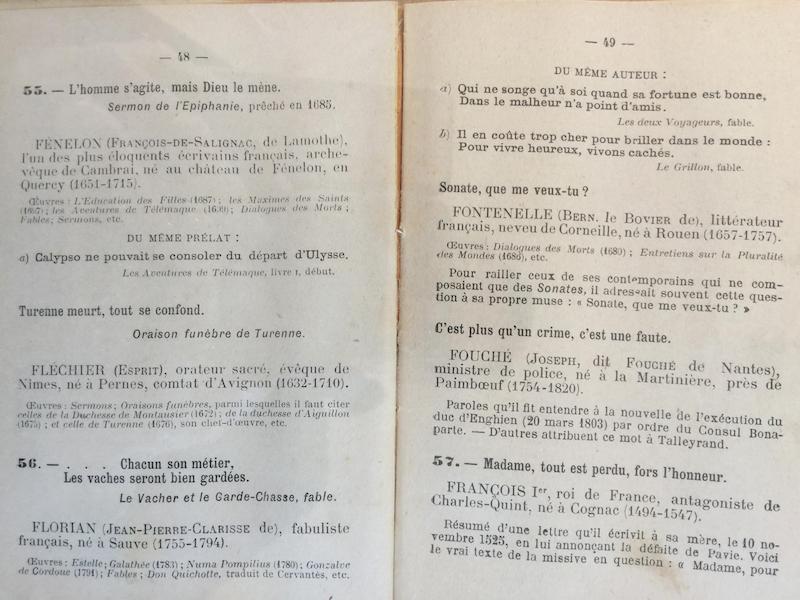 — 48 —
55. — L'homme s'agite, mais Dieu le mène.
Sermon de l'Epiphanie, prêché en 1685.
FÉNELON (FRANÇOIS-DE-SALIGNAC, de Lamothe),
l'un des plus éloquents écrivains français, arche-
vêque de Cambrai, né au château de Fénelon, en
Quercy (1651-1715).
Œuvres : L'Education des Filles (1687) ; les Maximes des Saints
(1697) ; les Aventures de Télémaque (1699) ; Dialogues des Morts ;
Fables; Sermons, etc.
DU MÊME PRÉLAT :
a) Calypso ne pouvait se consoler du départ d'Ulysse.
Les Aventures de Télémaque, livre I, début.
Turenne meurt, tout se confond.
Oraison funèbre de Turenne.
FLÉCHIER (ESPRIT), orateur sacré, évêque de
Nîmes, né à Pernes, comtat d'Avignon (1632-1710).
Œuvres : Sermons; Oraisons funèbres, parmi lesquelles il faut citer
celles de la Duchesse de Montausier (1672) ; de la duchesse d'Aiguillon
(1675) ; et celle de Turenne (1676), son chef-d'œuvre, etc.
56. — . . . Chacun son métier,
Les vaches seront bien gardées.
Le Vacher et le Garde-Chasse, fable.
FLORIAN (JEAN-PIERRE-CLARISSE de), fabuliste
français, né à Sauve (1755-1794).
Œuvres : Estelle; Galathée (1783) ; Numa Pompilius (1780) ; Gonzalve
de Cordoue (1791) ; Fables ; Don Quichotte, traduit de Cervantès, etc.
— 49 —
DU MÊME AUTEUR :
a) Qui ne songe qu'à soi quand sa fortune est bonne,
Dans le malheur n'a point d'amis.
Les deux Voyageurs, fable.
b) Il en coûte trop cher pour briller dans le monde :
Pour vivre heureux, vivons cachés.
Le Grillon, fable.
Sonate, que me veux-tu ?
FONTENELLE (BERN. le BOVIER de), littérateur
français, neveu de Corneille, né à Rouen (1657-1757).
Œuvres : Dialogues des Morts (1680) ; Entretiens sur la Pluralité
des Mondes (1686), etc.
Pour railler ceux de ses contemporains qui ne com-
posaient que des Sonates, il adressait souvent cette ques-
tion à sa propre muse : « Sonate, que me veux-tu ? »
C'est plus qu'un crime, c'est une faute.
FOUCHÉ (JOSEPH, dit FOUCHÉ de Nantes),
ministre de police, né à la Martinière, près de
Paimbœuf (1754-1820).
Paroles qu'il fit entendre à la nouvelle de l'exécution du
duc d'Enghien (20 mars 1803) par ordre du Consul Bona-
parte. — D'autres attribuent ce mot à Talleyrand.
57. — Madame, tout est perdu, fors l'honneur.
FRANÇOIS Ier, roi de France, antagoniste de
Charles-Quint, né à Cognac (1494-1547).
Résumé d'une lettre qu'il écrivit à sa mère, le 10 no-
vembre 1525, en lui annonçant la défaite de Pavie. Voici
le vrai texte de la missive en question : « Madame, pour